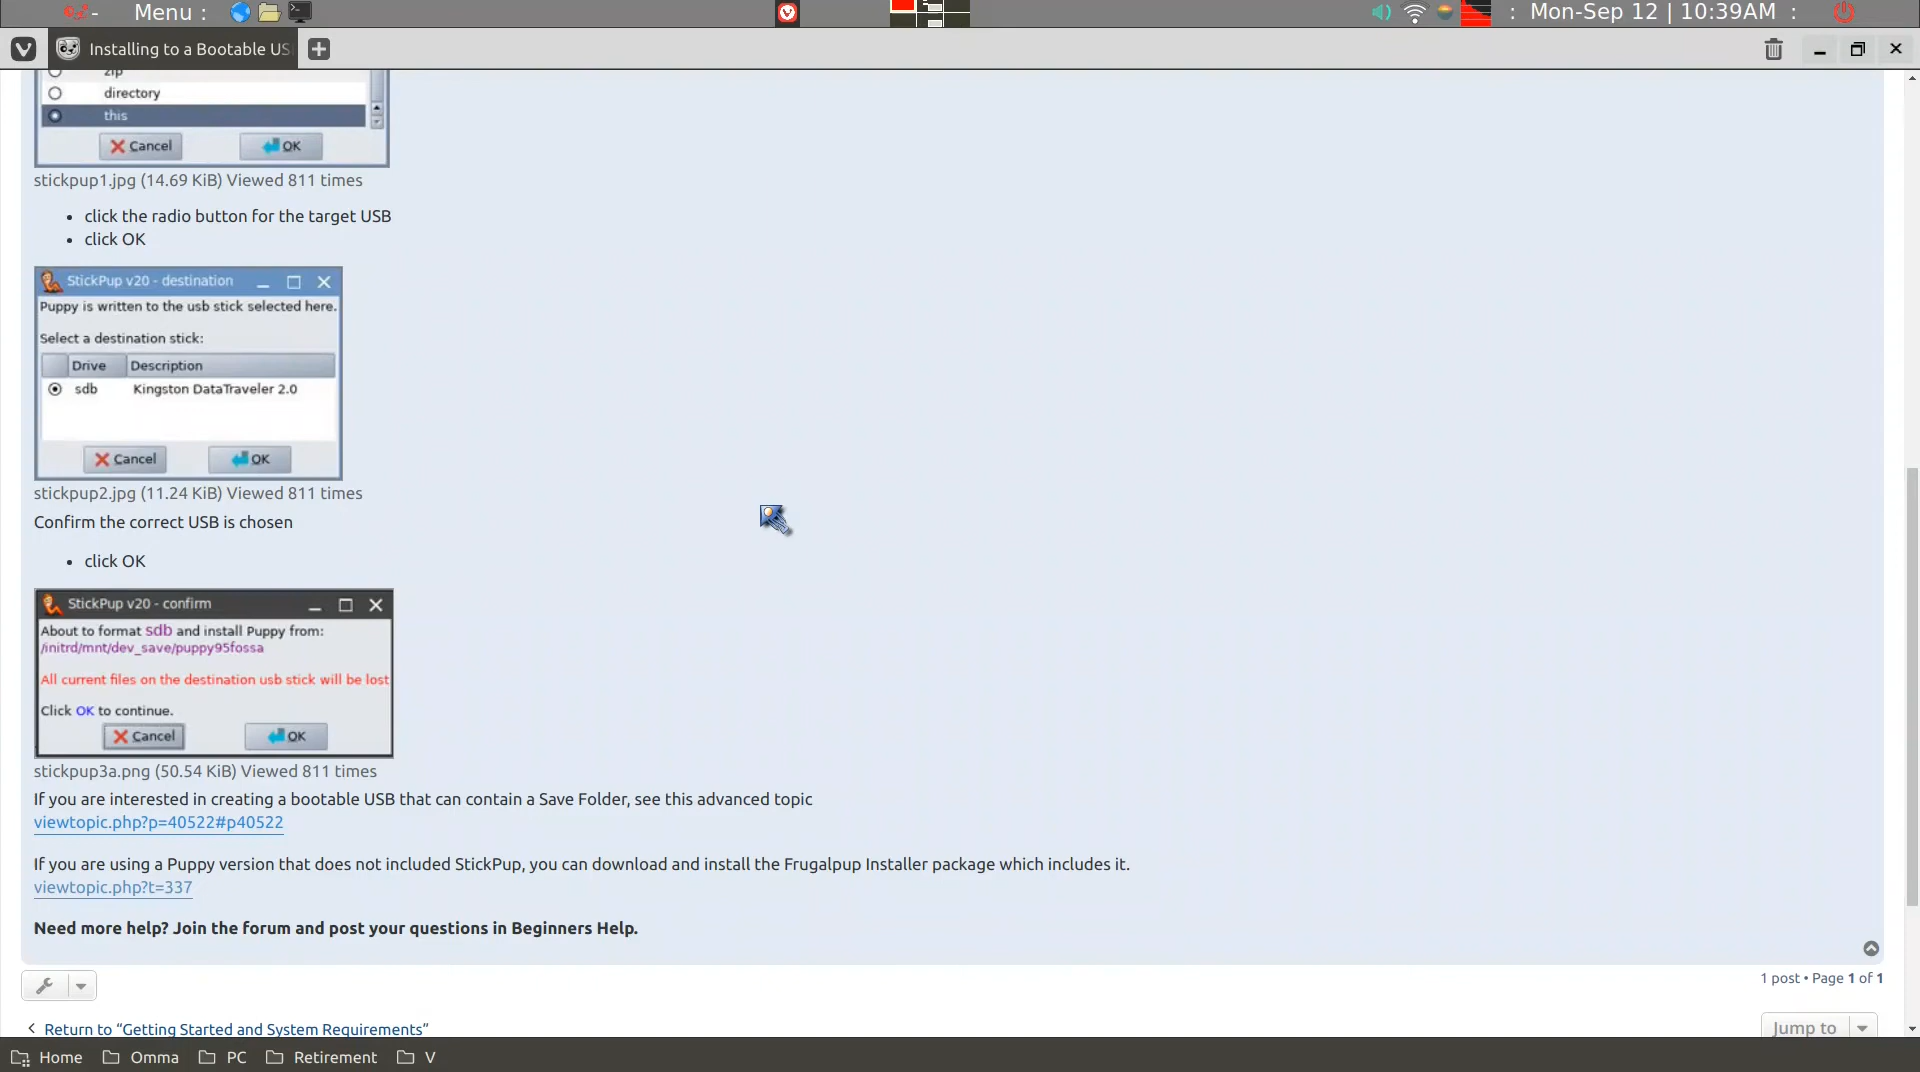 Menu :
: Mon-Sep 12 | 10:39AM :
Installing to a Bootable US
zip
directory
this
Cancel OK
stickpup1.jpg (14.69 KiB) Viewed 811 times
• click the radio button for the target USB
• click OK
StickPup v20 - destination
Puppy is written to the usb stick selected here.
Select a destination stick:
Drive Description
sdb Kingston DataTraveler 2.0
Cancel OK
stickpup2.jpg (11.24 KiB) Viewed 811 times
Confirm the correct USB is chosen
• click OK
StickPup v20 - confirm
About to format sdb and install Puppy from:
/initrd/mnt/dev_save/puppy95fossa
All current files on the destination usb stick will be lost
Click OK to continue.
Cancel OK
stickpup3a.png (50.54 KiB) Viewed 811 times
If you are interested in creating a bootable USB that can contain a Save Folder, see this advanced topic
viewtopic.php?p=40522#p40522
If you are using a Puppy version that does not included StickPup, you can download and install the Frugalpup Installer package which includes it.
viewtopic.php?t=337
Need more help? Join the forum and post your questions in Beginners Help.
1 post • Page 1 of 1
Return to “Getting Started and System Requirements”
Jump to
Home Omma PC Retirement V